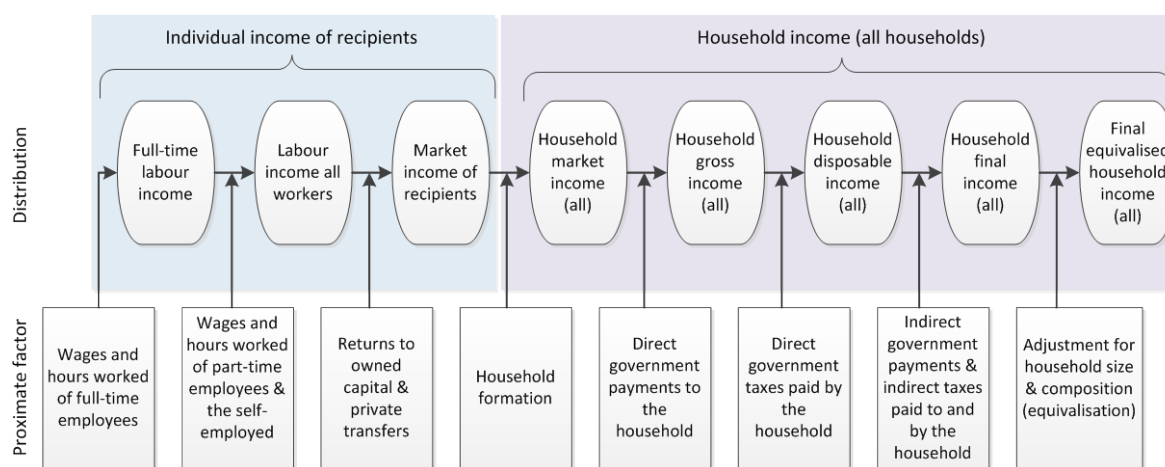 Individual income of recipients
Household income (all households)
Distribution
Full-time
labour
income
Labour
income all
workers
Market
income of
recipients
Household
market
income
(all)
Household
gross
income
(all)
Household
disposable
income
(all)
Household
final
income
(all)
Final
equivalised
household
income
(all)
Proximate factor
Wages and
hours worked
of full-time
employees
Wages and
hours worked
of part-time
employees &
the self-
employed
Returns to
owned
capital &
private
transfers
Household
formation
Direct
government
payments to
the
household
Direct
government
taxes paid by
the
household
Indirect
government
payments &
indirect taxes
paid to and
by the
household
Adjustment for
household size
& composition
(equivalisation)